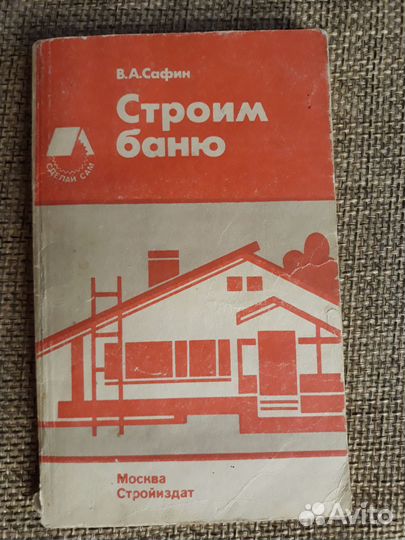 В.А.Сафин
Строим
баню
СДЕЛАЙ САМ
Москва
Стройиздат
Avito